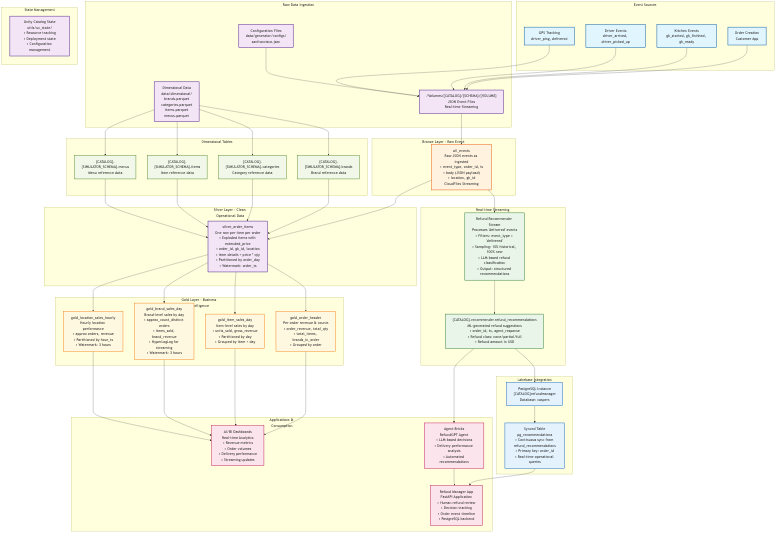 State Management
Unity Catalog State
• Resource tracking
• Deployment state
• Configuration
management
Raw Data Ingestion
Configuration Files
data/generator/configs/
Dimensional Data
data/dimensional/
brands.parquet
categories.parquet
items.parquet
menus.parquet
/Volumes/{CATALOG}/{SCHEMA}/{VOLUME}
JSON Event Files
Real-time Streaming
Event Sources
GPS Tracking
driver_ping, delivered
Driver Events
driver_arrived,
driver_picked_up
Kitchen Events
gk_started, gk_finished,
gk_ready
Order Creation
Customer App
Dimensional Tables
{CATALOG}.
{SIMULATOR_SCHEMA}.menus
Menu reference data
{CATALOG}.
{SIMULATOR_SCHEMA}.items
Item reference data
{CATALOG}.
{SIMULATOR_SCHEMA}.categories
Category reference data
{CATALOG}.
{SIMULATOR_SCHEMA}.brands
Brand reference data
Bronze Layer - Raw Event
all_events
Raw JSON events as
ingested
• event_type, order_id, ts
• body (JSON payload)
• location, gk_id
CloudFiles Streaming
Silver Layer - Clean
Operational Data
silver_order_items
One row per item per order
• Exploded items with
extended_price
• order_id, gk_id, location
• Item details + price * qty
• Partitioned by order_day
• Watermark: order_ts
Real-time Streaming
Refund Recommender
Stream
Processes delivered events
• Filters: event_type =
'delivered'
• LLM-based refund
classification
• Output: structured
recommendations
Gold Layer - Business
Intelligence
gold_location_sales_hourly
Hourly location
performance
• approx orders, revenue
• Partitioned by hour_ts
• Watermark: 3 hours
gold_brand_sales_day
Brand-level sales by day
• approx_count_distinct
orders
• items_sold,
brand_revenue
• HyperLogLog for
streaming
• Watermark: 3 hours
gold_item_sales_day
Item-level sales by day
• units_sold, gross_revenue
• Partitioned by day
• Grouped by item + day
gold_order_header
Per-order revenue & counts
• order_revenue, total_qty
• total_items,
brands_in_order
• Grouped by order
{CATALOG}.recommender.refund_recommendations
AI-generated refund suggestions
• order_id, ts, agent_response
• Refund class: none/partial/full
• Refund amount in USD
Lakebase Integration
PostgreSQL Instance
{CATALOG}refundmanager
Database: caspers
Synced Table
pg_recommendations
• Continuous sync from
refund_recommendations
• Primary key: order_id
• Real-time operational
queries
Applications &
Consumption
AI/BI Dashboards
Real-time analytics
• Revenue metrics
• Order volumes
• Delivery performance
• Streaming updates
Agent Bricks
RefundGPT Agent
• LLM-based decisions
• Delivery performance
analysis
• Automated
recommendations
Refund Manager App
FastAPI Application
• Human refund review
• Decision tracking
• Order event timeline
• PostgreSQL backend